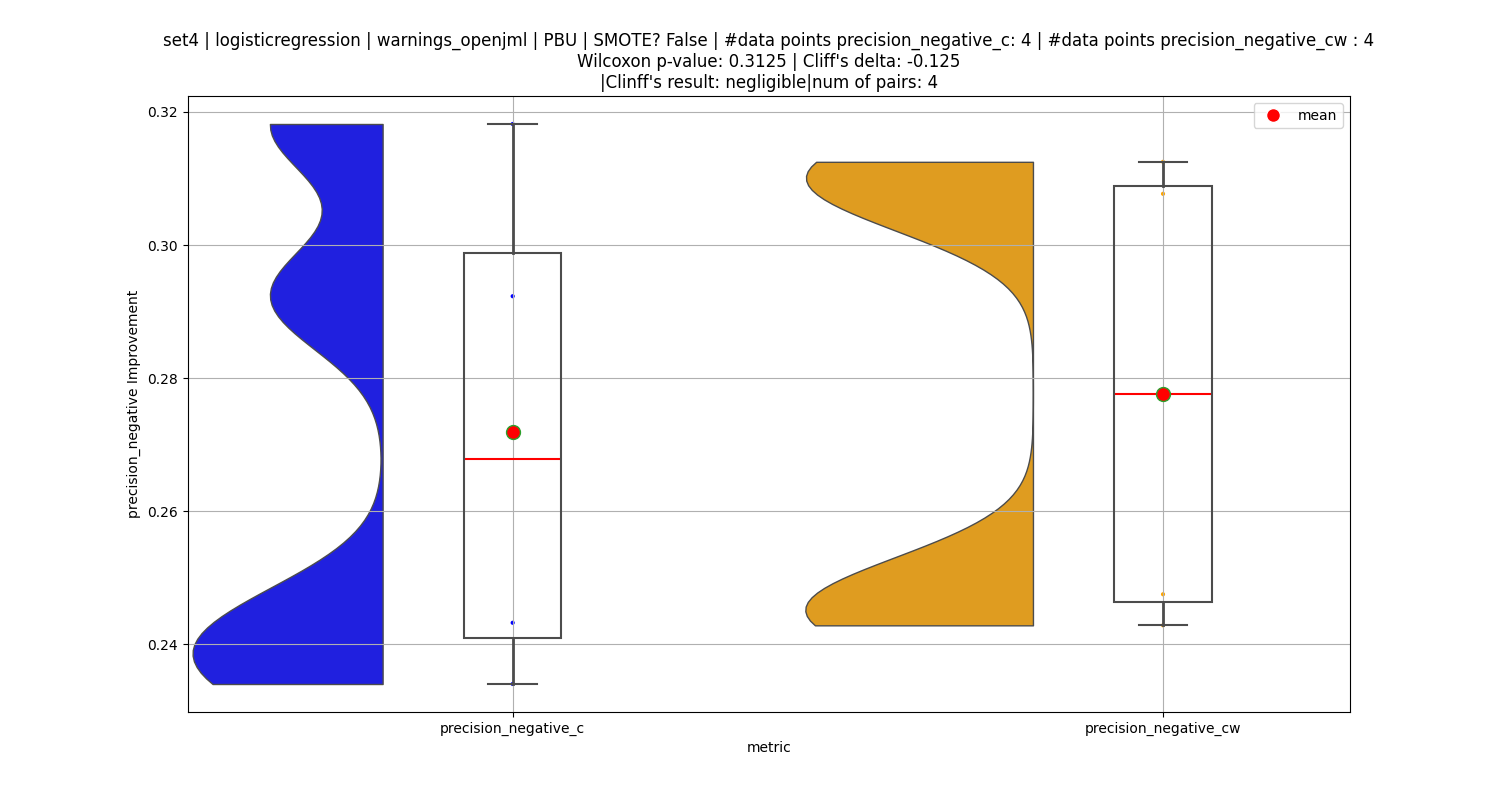 set4 | logisticregression | warnings_openjml | PBU | SMOTE? False | #data points precision_negative_c: 4 | #data points precision_negative_cw : 4
Wilcoxon p-value: 0.3125 | Cliff's delta: -0.125
|Clinff's result: negligible|num of pairs: 4
mean
0.32
0.30
0.28
0.26
0.24
precision_negative Improvement
precision_negative_c
precision_negative_cw
metric